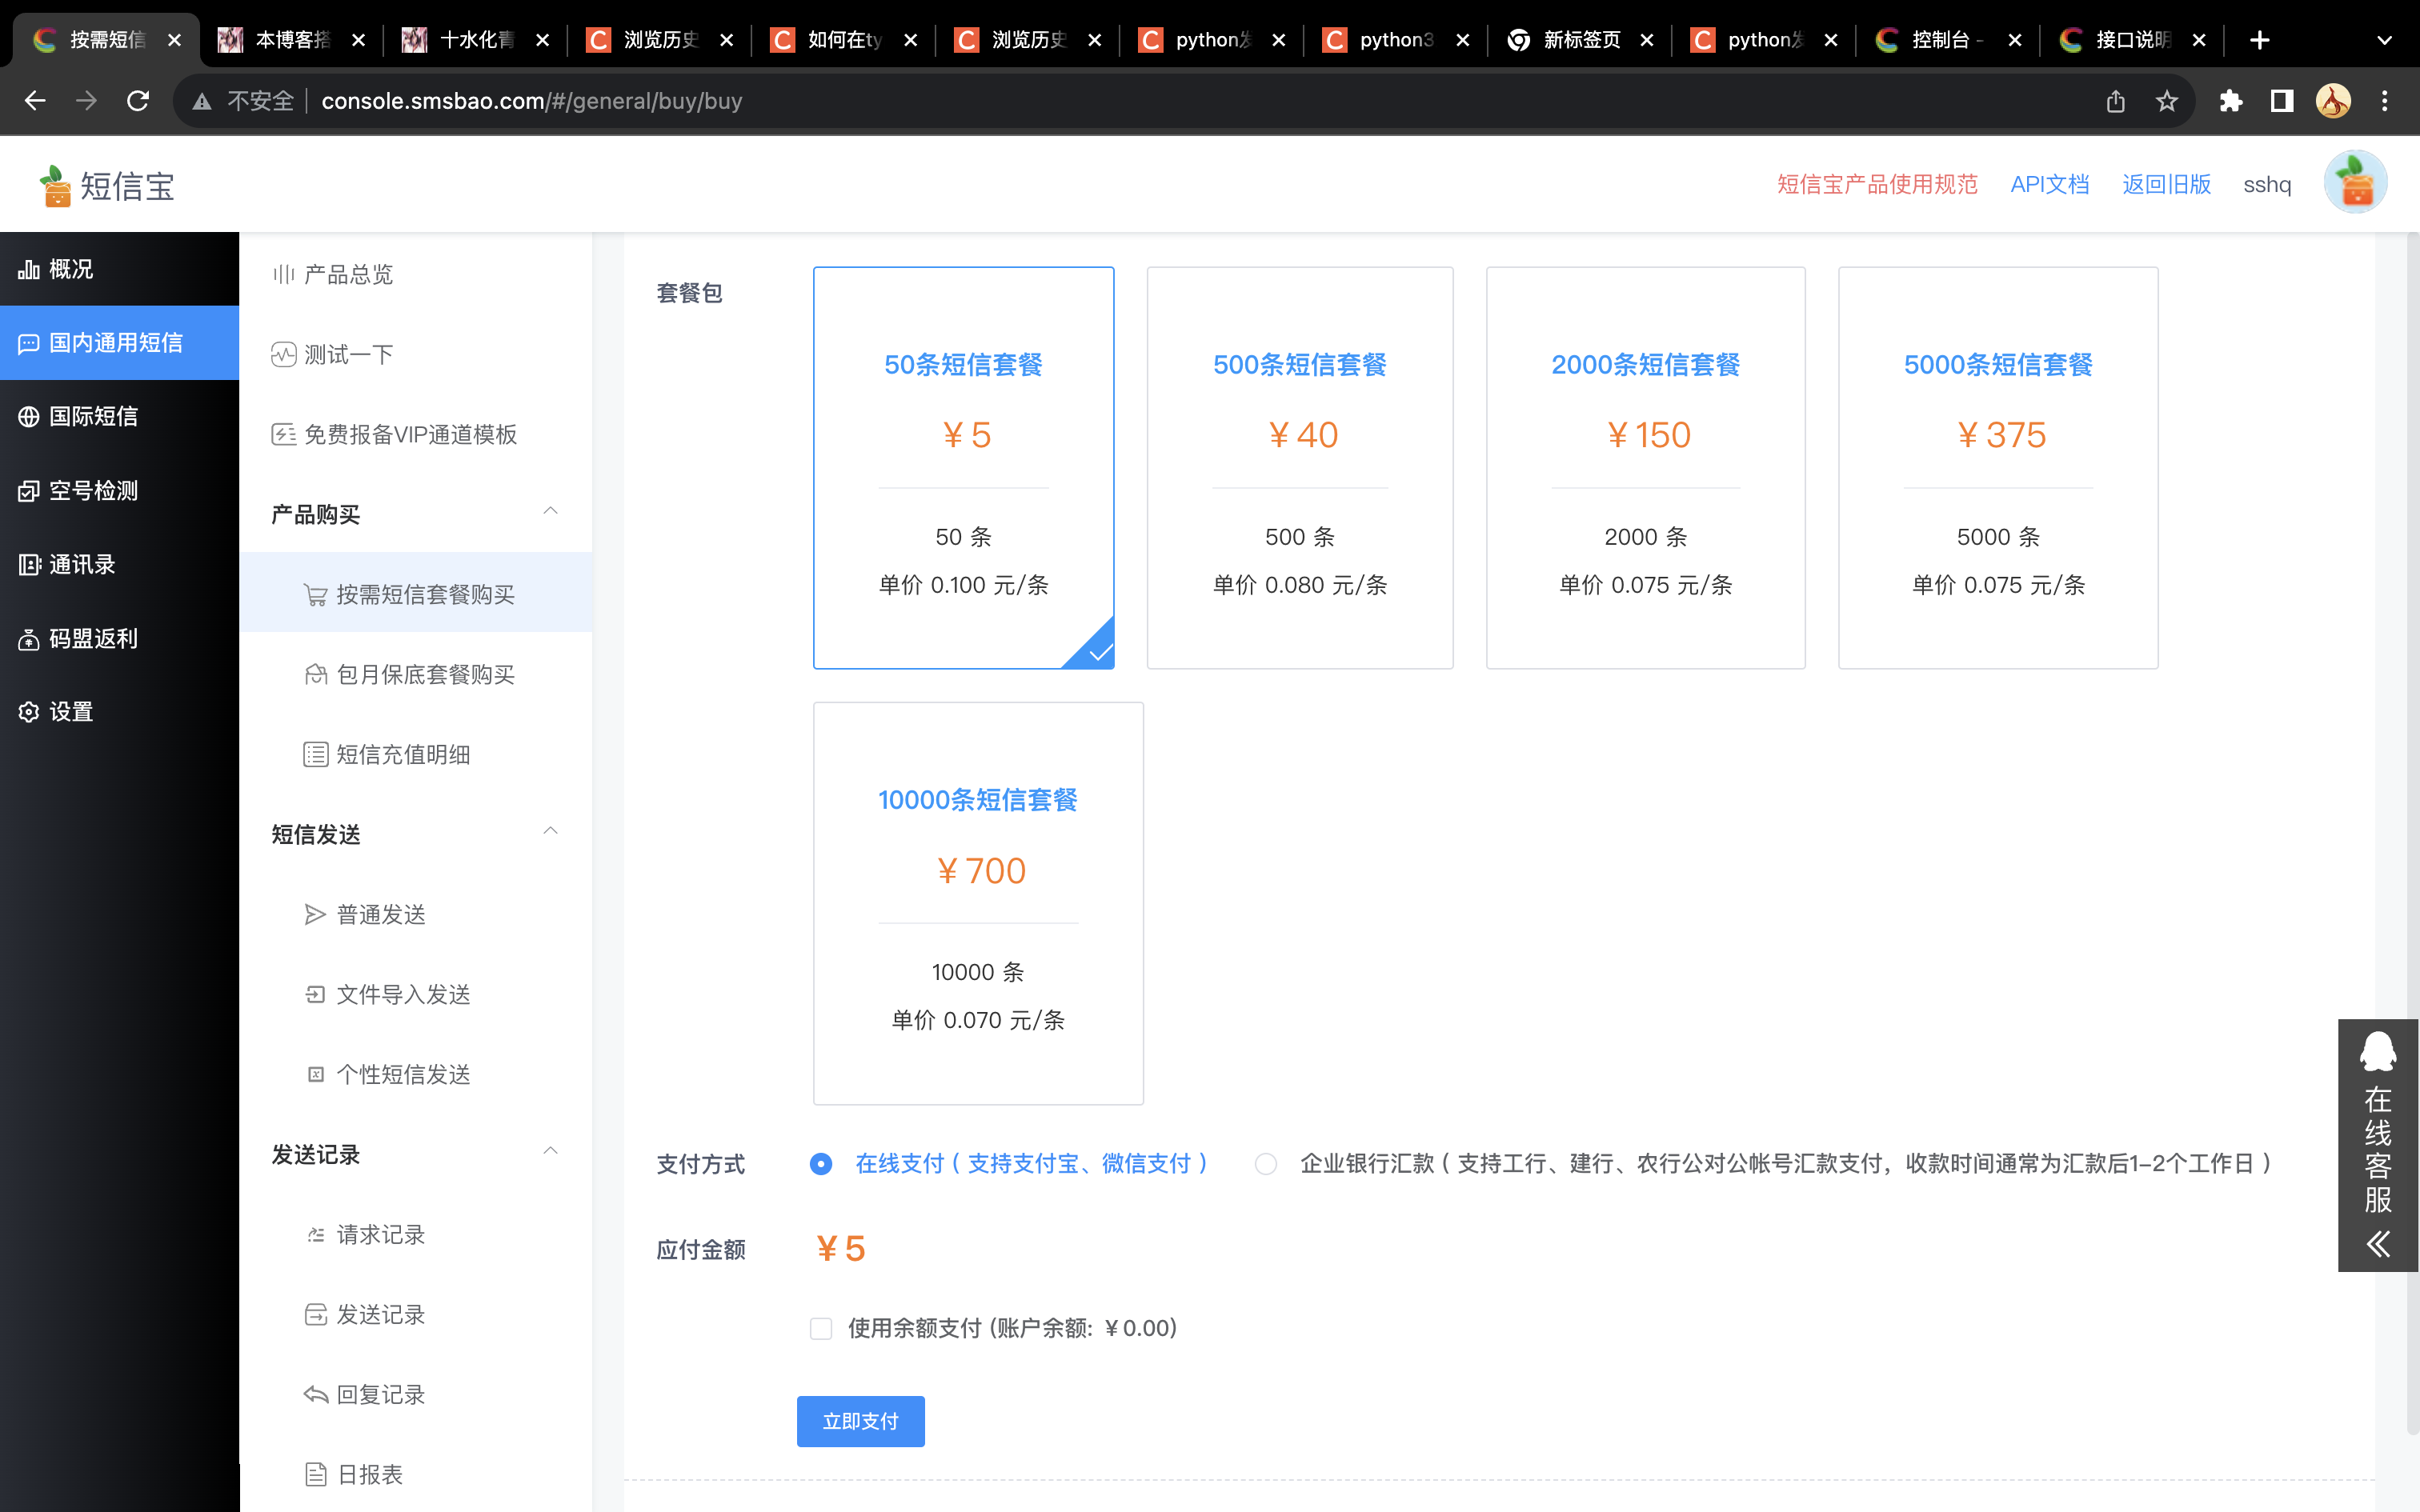 按需短信
本博客搭
十水化青
浏览历史
如何在ty
浏览历史
python发
python3
新标签页
python发
控制台 -
接口说明
不安全
console.smsbao.com/#/general/buy/buy
短信宝
短信宝产品使用规范
API文档
返回旧版
sshq
概况
国内通用短信
国际短信
空号检测
通讯录
码盟返利
设置
产品总览
测试一下
免费报备VIP通道模板
产品购买
按需短信套餐购买
包月保底套餐购买
短信充值明细
短信发送
普通发送
文件导入发送
个性短信发送
发送记录
请求记录
发送记录
回复记录
日报表
套餐包
50条短信套餐
¥5
50 条
单价 0.100 元/条
500条短信套餐
¥40
500 条
单价 0.080 元/条
2000条短信套餐
¥150
2000 条
单价 0.075 元/条
5000条短信套餐
¥375
5000 条
单价 0.075 元/条
10000条短信套餐
¥700
10000 条
单价 0.070 元/条
支付方式
在线支付（支持支付宝、微信支付）
企业银行汇款（支持工行、建行、农行公对公帐号汇款支付，收款时间通常为汇款后1-2个工作日）
应付金额
¥5
使用余额支付 (账户余额: ¥0.00)
立即支付
在线客服